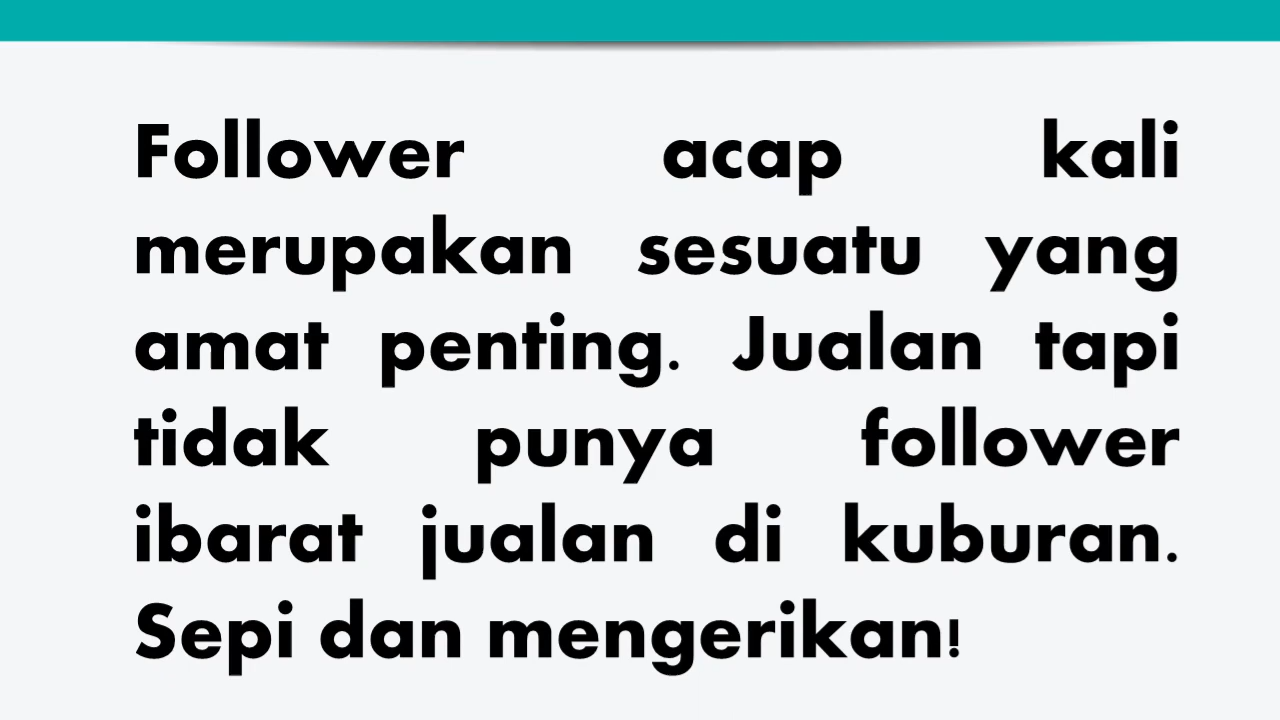 Follower acap kali
merupakan sesuatu yang
amat penting. Jualan tapi
tidak punya follower
ibarat jualan di kuburan.
Sepi dan mengerikan!